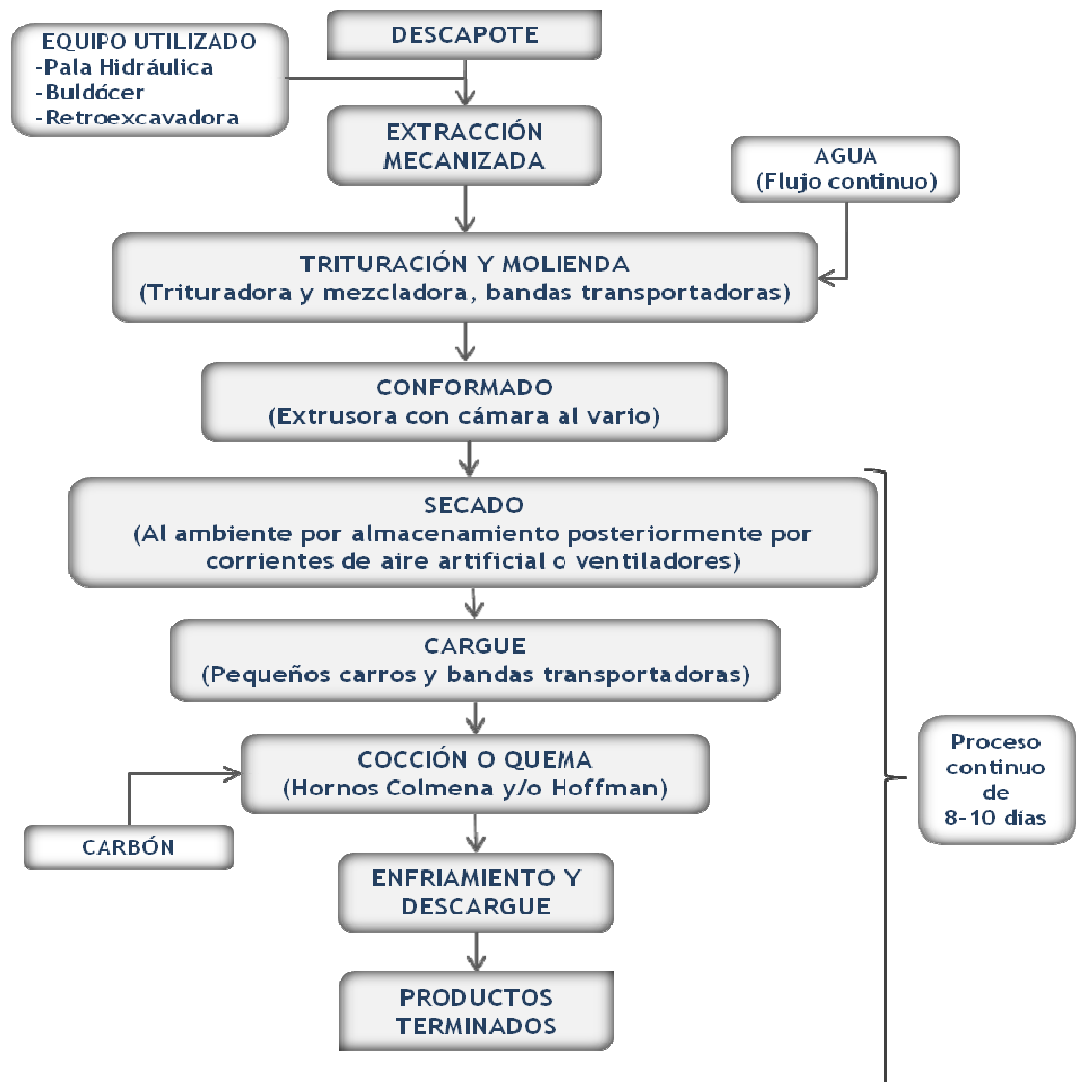 DESCAPOTE
EQUIPO UTILIZADO
-Pala Hidráulica
-Buldócer
-Retroexcavadora
EXTRACCIÓN
MECANIZADA
AGUA
(Flujo continuo)
TRITURACIÓN Y MOLIENDA
(Trituradora y mezcladora, bandas transportadoras)
CONFORMADO
(Extrusora con cámara al vario)
SECADO
(Al ambiente por almacenamiento posteriormente por
corrientes de aire artificial o ventiladores)
CARGUE
(Pequeños carros y bandas transportadoras)
COCCIÓN O QUEMA
(Hornos Colmena y/o Hoffman)
CARBÓN
ENFRIAMIENTO Y
DESCARGUE
PRODUCTOS
TERMINADOS
Proceso
continuo
de
8-10 días